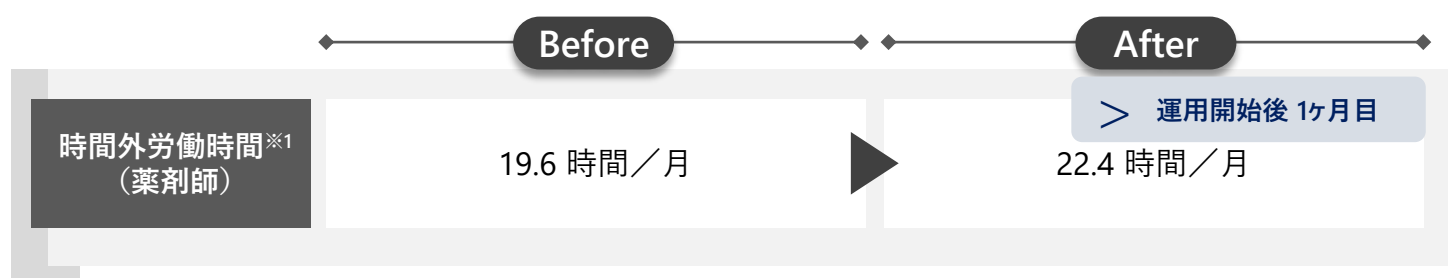 Before
After
> 運用開始後 1ヶ月目
時間外労働時間※1
（薬剤師）
19.6 時間／月
22.4 時間／月